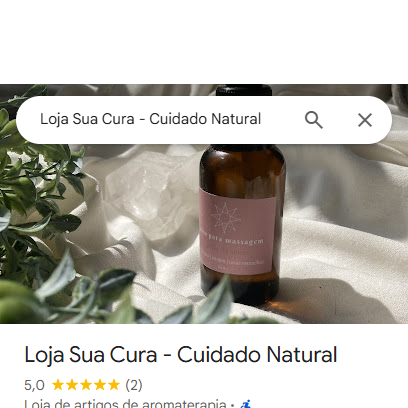 Loja Sua Cura - Cuidado Natural
para massagem
Loja Sua Cura - Cuidado Natural
5,0 (2)
Loja de artigos de aromaterapia ·